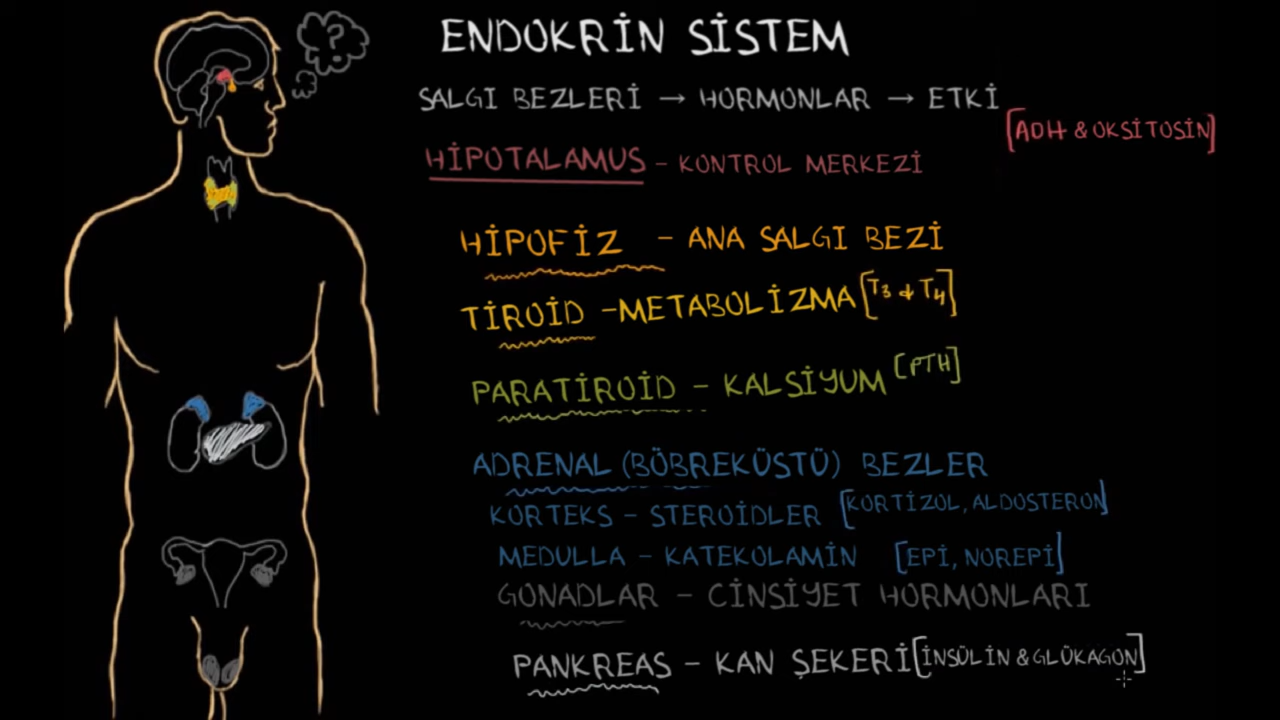 ?
ENDOKRİN SİSTEM
SALGI BEZLERİ → HORMONLAR → ETKİ
[ADH & OKSİTOSİN]
HİPOTALAMUS - KONTROL MERKEZİ
HİPOFİZ - ANA SALGI BEZİ
TİROİD - METABOLİZMA [T3 & T4]
PARATİROİD - KALSİYUM [PTH]
ADRENAL (BÖBREKÜSTÜ) BEZLER
KORTEKS - STEROİDLER [KORTİZOL, ALDOSTERON]
MEDULLA - KATEKOLAMİN [EPİ, NOREPİ]
GONADLAR - CİNSİYET HORMONLARI
PANKREAS - KAN ŞEKERİ [İNSÜLİN & GLÜKAGON]